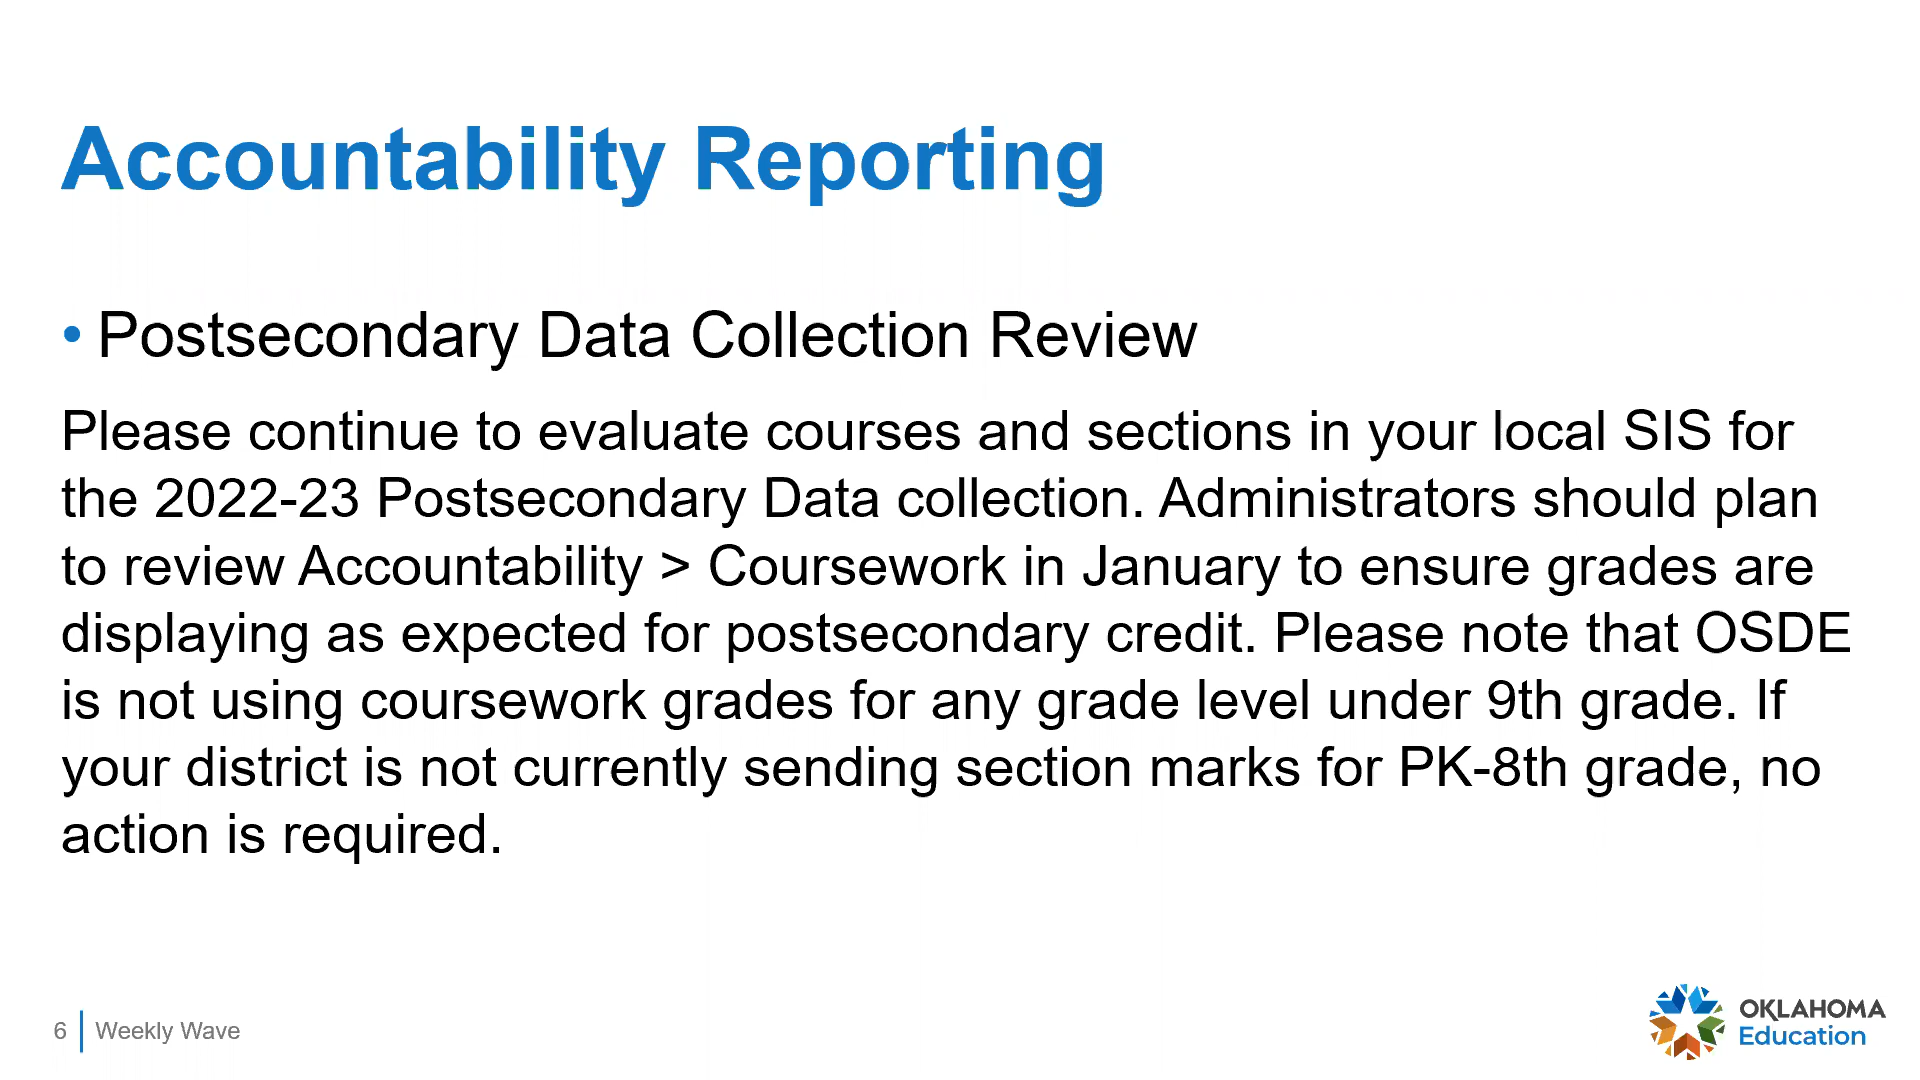 Accountability Reporting
• Postsecondary Data Collection Review
Please continue to evaluate courses and sections in your local SIS for
the 2022-23 Postsecondary Data collection. Administrators should plan
to review Accountability > Coursework in January to ensure grades are
displaying as expected for postsecondary credit. Please note that OSDE
is not using coursework grades for any grade level under 9th grade. If
your district is not currently sending section marks for PK-8th grade, no
action is required.
6 Weekly Wave
OKLAHOMA
Education